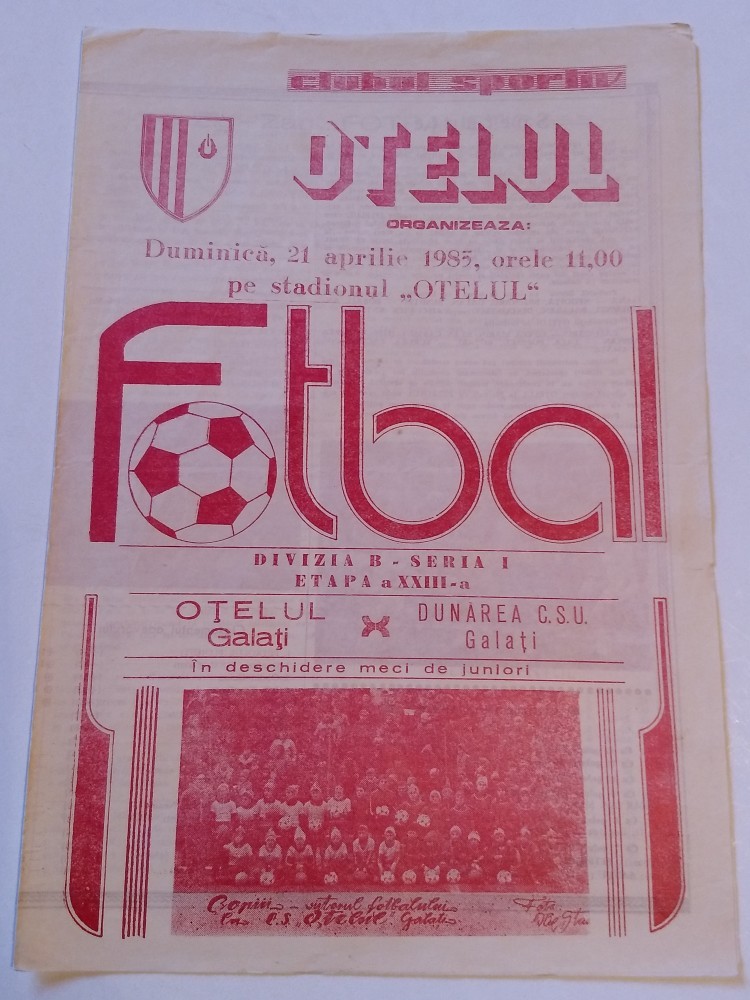 clubul sportiv
OȚELUL
ORGANIZEAZA:
Duminică, 21 aprilie 1985, orele 11,00
pe stadionul „OȚELUL“
fotbal
DIVIZIA B - SERIA I
ETAPA a XXIII-a
OȚELUL DUNĂREA C.S.U.
Galați Galați
în deschidere meci de juniori
Copiii - viitorul fotbalului
la C.S. "Oțelul" Galați
Foto